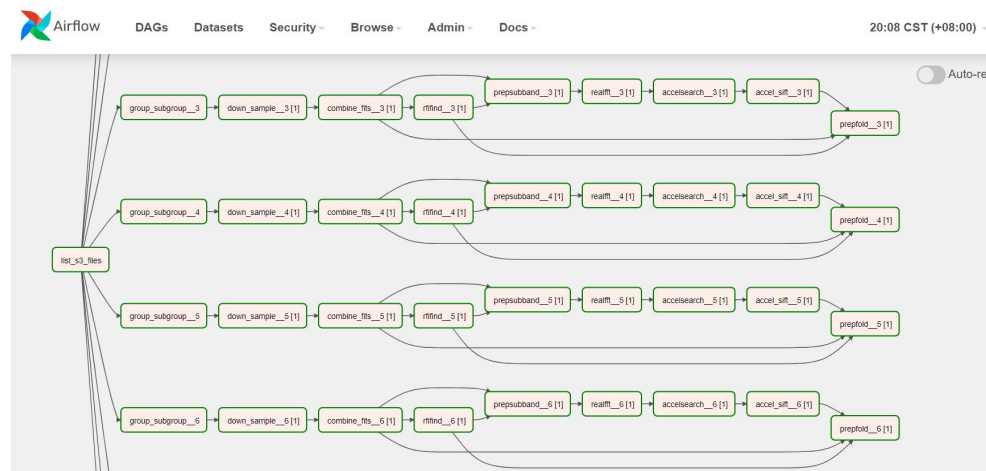 Airflow DAGs Datasets Security Browse Admin Docs 20:08 CST (+08:00)
Auto-re
group_subgroup__3 down_sample__3 [1] combine_fits__3 [1] rfifind__3 [1] prepsubband__3 [1] realfft__3 [1] accelsearch__3 [1] accel_sift__3 [1]
prepfold__3 [1]
group_subgroup__4 down_sample__4 [1] combine_fits__4 [1] rfifind__4 [1] prepsubband__4 [1] realfft__4 [1] accelsearch__4 [1] accel_sift__4 [1]
prepfold__4 [1]
list_s3_files
group_subgroup__5 down_sample__5 [1] combine_fits__5 [1] rfifind__5 [1] prepsubband__5 [1] realfft__5 [1] accelsearch__5 [1] accel_sift__5 [1]
prepfold__5 [1]
group_subgroup__6 down_sample__6 [1] combine_fits__6 [1] rfifind__6 [1] prepsubband__6 [1] realfft__6 [1] accelsearch__6 [1] accel_sift__6 [1]
prepfold__6 [1]